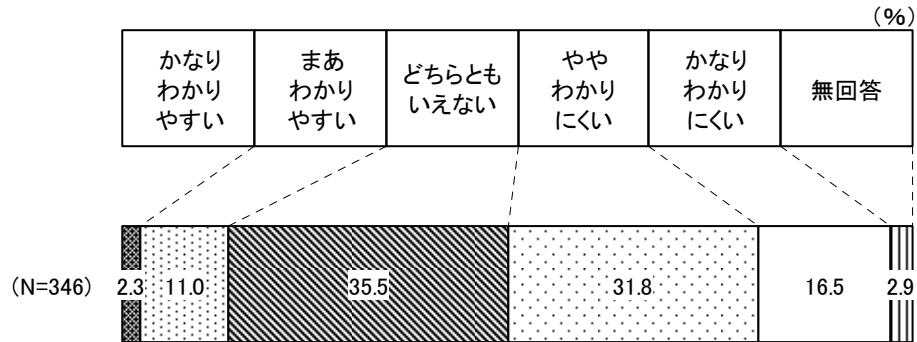 (%)
かなり
わかり
やすい
まあ
わかり
やすい
どちらとも
いえない
やや
わかり
にくい
かなり
わかり
にくい
無回答
(N=346)
2.3
11.0
35.5
31.8
16.5
2.9